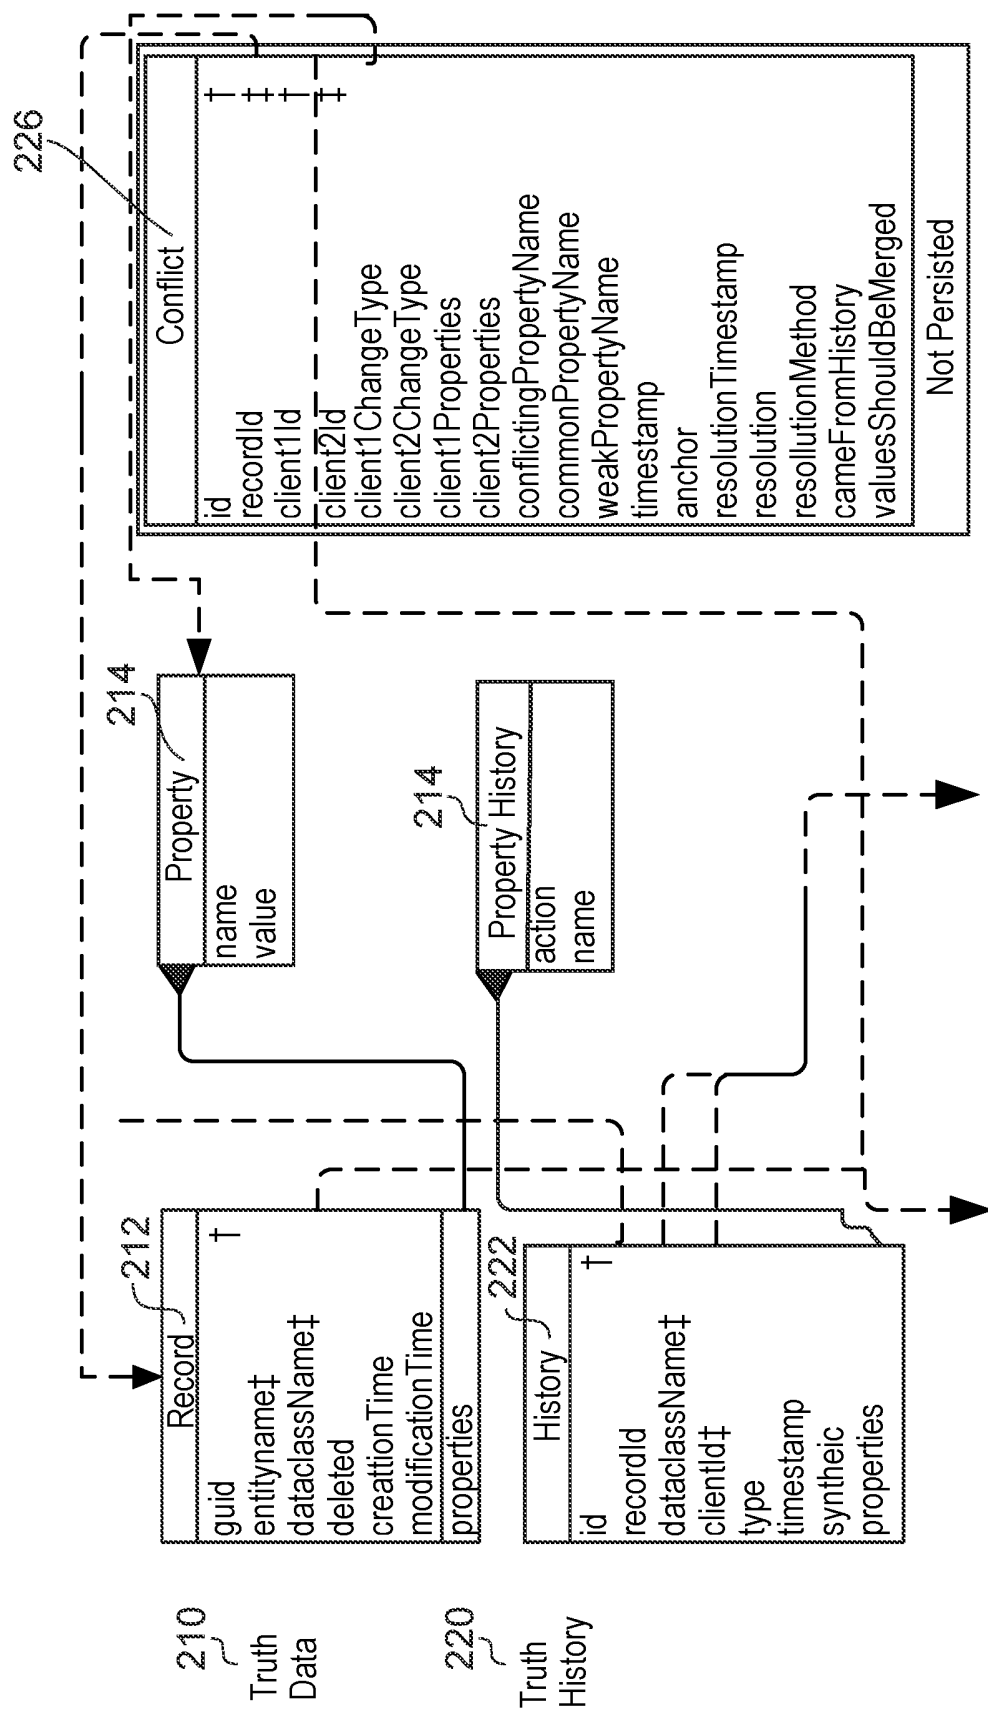 210
Truth
Data
Record
212
guid †
entityname‡
dataclassName‡
deleted
creattionTime
modificationTime
properties
Property
214
name
value
Conflict
226
id †
recordId ‡
client1Id †
client2Id ‡
client1ChangeType
client2ChangeType
client1Properties
client2Properties
conflictingPropertyName
commonPropertyName
weakPropertyName
timestamp
anchor
resolutionTimestamp
resolution
resollutionMethod
cameFromHistory
valuesShouldBeMerged
Not Persisted
220
Truth
History
History
222
id †
recordId
dataclassName‡
clientId‡
type
timestamp
syntheic
properties
Property History
214
action
name